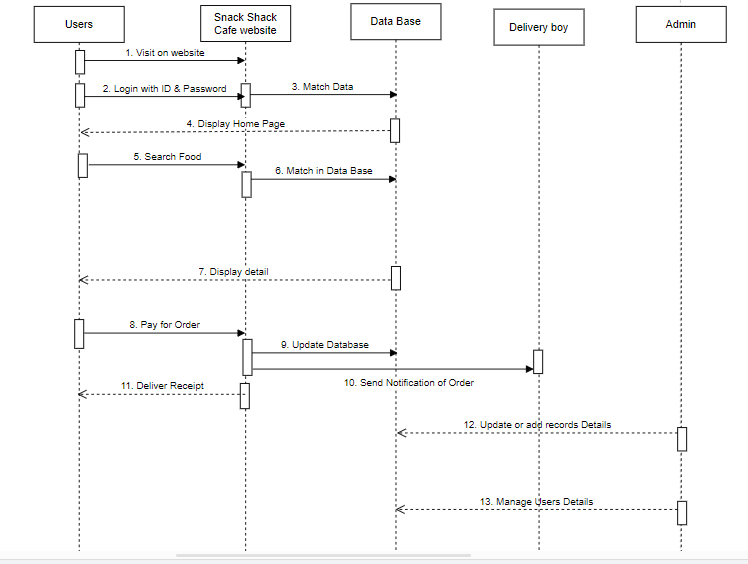 Users
Snack Shack
Cafe website
Data Base
Delivery boy
Admin
1. Visit on website
2. Login with ID & Password
3. Match Data
4. Display Home Page
5. Search Food
6. Match in Data Base
7. Display detail
8. Pay for Order
9. Update Database
10. Send Notification of Order
11. Deliver Receipt
12. Update or add records Details
13. Manage Users Details